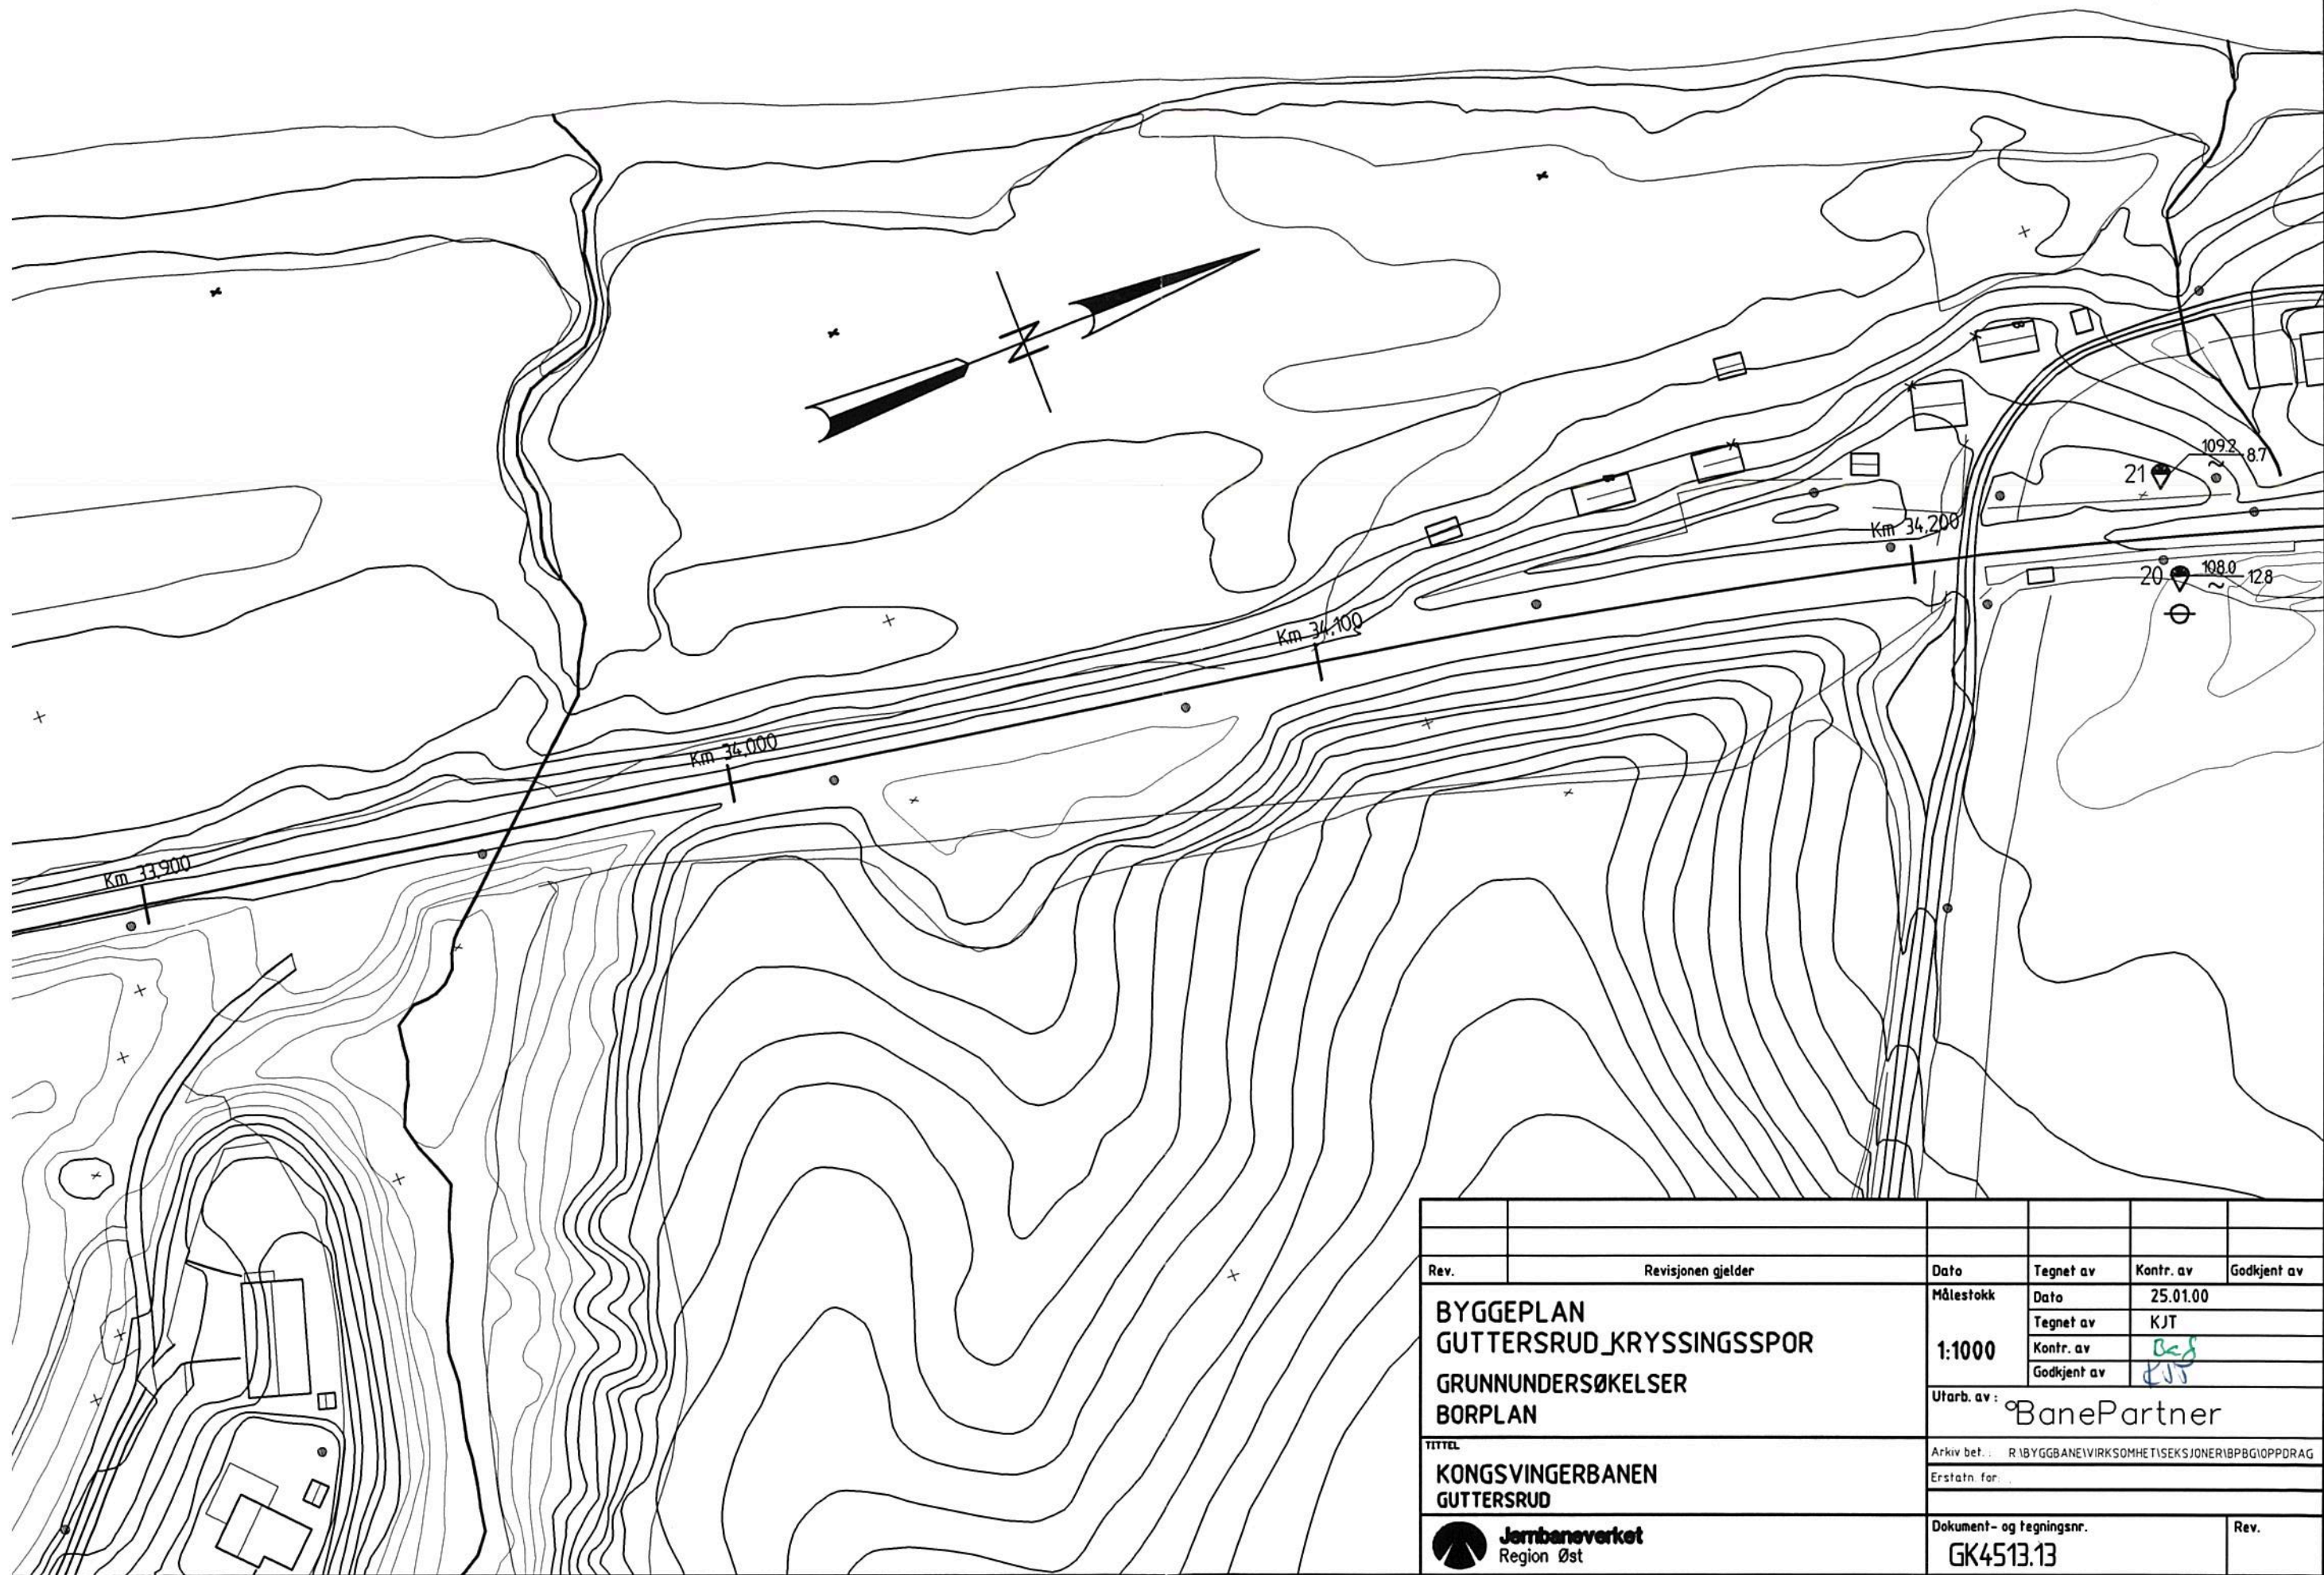 N
109.2
21
8.7
Km 34,200
20
108.0
12.8
Km 34,100
Km 34,000
Km 33,900
Rev.
Revisjonen gjelder
Dato
Tegnet av
Kontr. av
Godkjent av
BYGGEPLAN
GUTTERSRUD_KRYSSINGSSPOR
GRUNNUNDERSØKELSER
BORPLAN
Målestokk
1:1000
Dato 25.01.00
Tegnet av KJT
Kontr. av
Godkjent av KJT
Utarb. av :
BanePartner
TITTEL
KONGSVINGERBANEN
GUTTERSRUD
Arkiv bet. : R:\BYGGBANE\VIRKSOMHET\SEKSJONER\BPBG\OPPDRAG
Erstatn. for:
Jernbaneverket
Region Øst
Dokument- og tegningsnr.
GK4513.13
Rev.